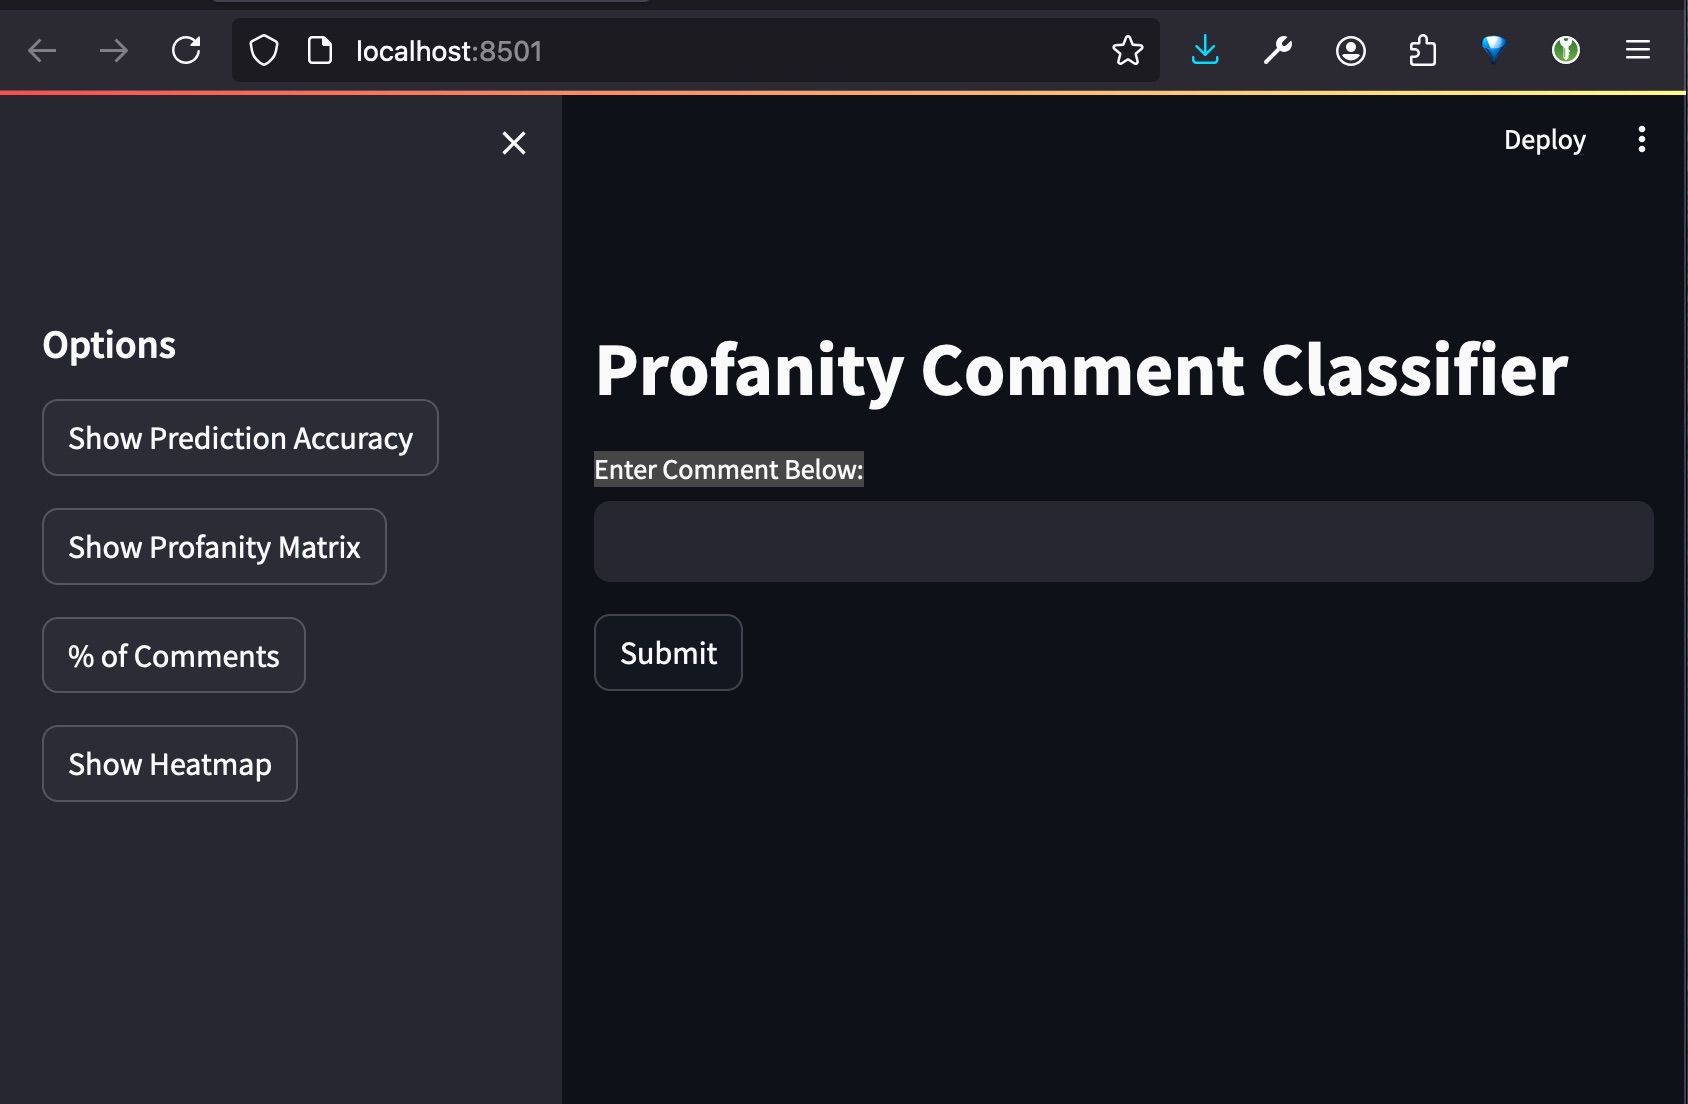 localhost:8501
Deploy
Options
Show Prediction Accuracy
Show Profanity Matrix
% of Comments
Show Heatmap
Profanity Comment Classifier
Enter Comment Below:
Submit